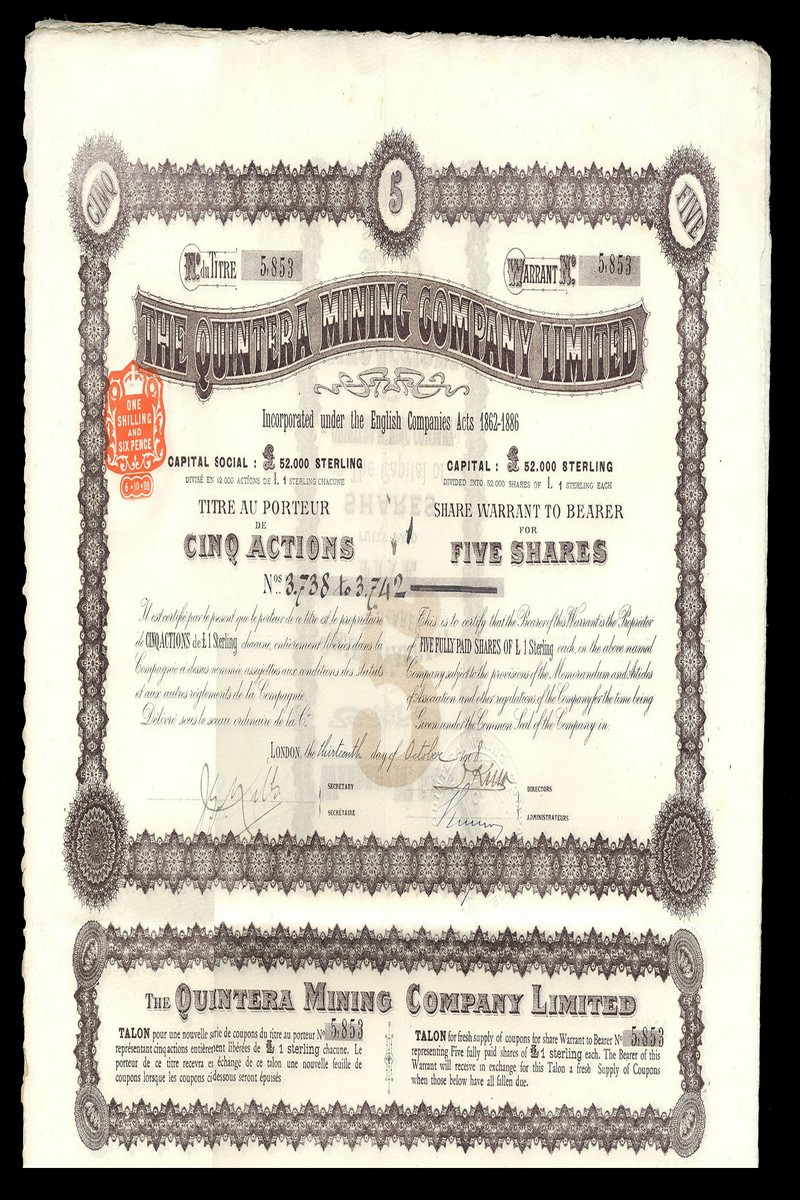 CINQ
5
FIVE
No. du TITRE 5,853
WARRANT No. 5,853
THE QUINTERA MINING COMPANY LIMITED
Incorporated under the English Companies Acts 1862-1886
ONE
SHILLING
AND
SIX PENCE
6·10·08
CAPITAL SOCIAL : £ 52.000 STERLING
DIVISÉ EN 52 000 ACTIONS DE £ 1 STERLING CHACUNE
TITRE AU PORTEUR
DE
CINQ ACTIONS
CAPITAL : £ 52.000 STERLING
DIVIDED INTO 52.000 SHARES OF £ 1 STERLING EACH
SHARE WARRANT TO BEARER
FOR
FIVE SHARES
Nos. 3,738 to 3,742
Il est certifié par le présent que le porteur de ce titre est le propriétaire
de CINQ ACTIONS de £ 1 Sterling chacune, entièrement libérées dans la
Compagnie ci dessus nommée, assujetties aux conditions des Statuts
et aux autres règlements de la Compagnie
Délivré sous le sceau ordinaire de la Cie
This is to certify that the Bearer of this Warrant is the Proprietor
of FIVE FULLY PAID SHARES OF £ 1 Sterling each, in the above named
Company subject to the provisions of the Memorandum and Articles
of Association and other regulations of the Company for the time being
Given under the Common Seal of the Company in.
LONDON, the thirteenth day of October 1908
SECRETARY
SECRÉTAIRE
DIRECTORS
ADMINISTRATEURS
THE QUINTERA MINING COMPANY LIMITED
TALON pour une nouvelle série de coupons du titre au porteur No 5,853
représentant cinq actions entièrement libérées de £ 1 sterling chacune. Le
porteur de ce titre recevra en échange de ce talon une nouvelle feuille de
coupons lorsque les coupons ci dessous seront épuisés
TALON for fresh supply of coupons for share Warrant to Bearer No 5,853
representing Five fully paid shares of £ 1 sterling each. The Bearer of this
Warrant will receive in exchange for this Talon a fresh Supply of Coupons
when those below have all fallen due.